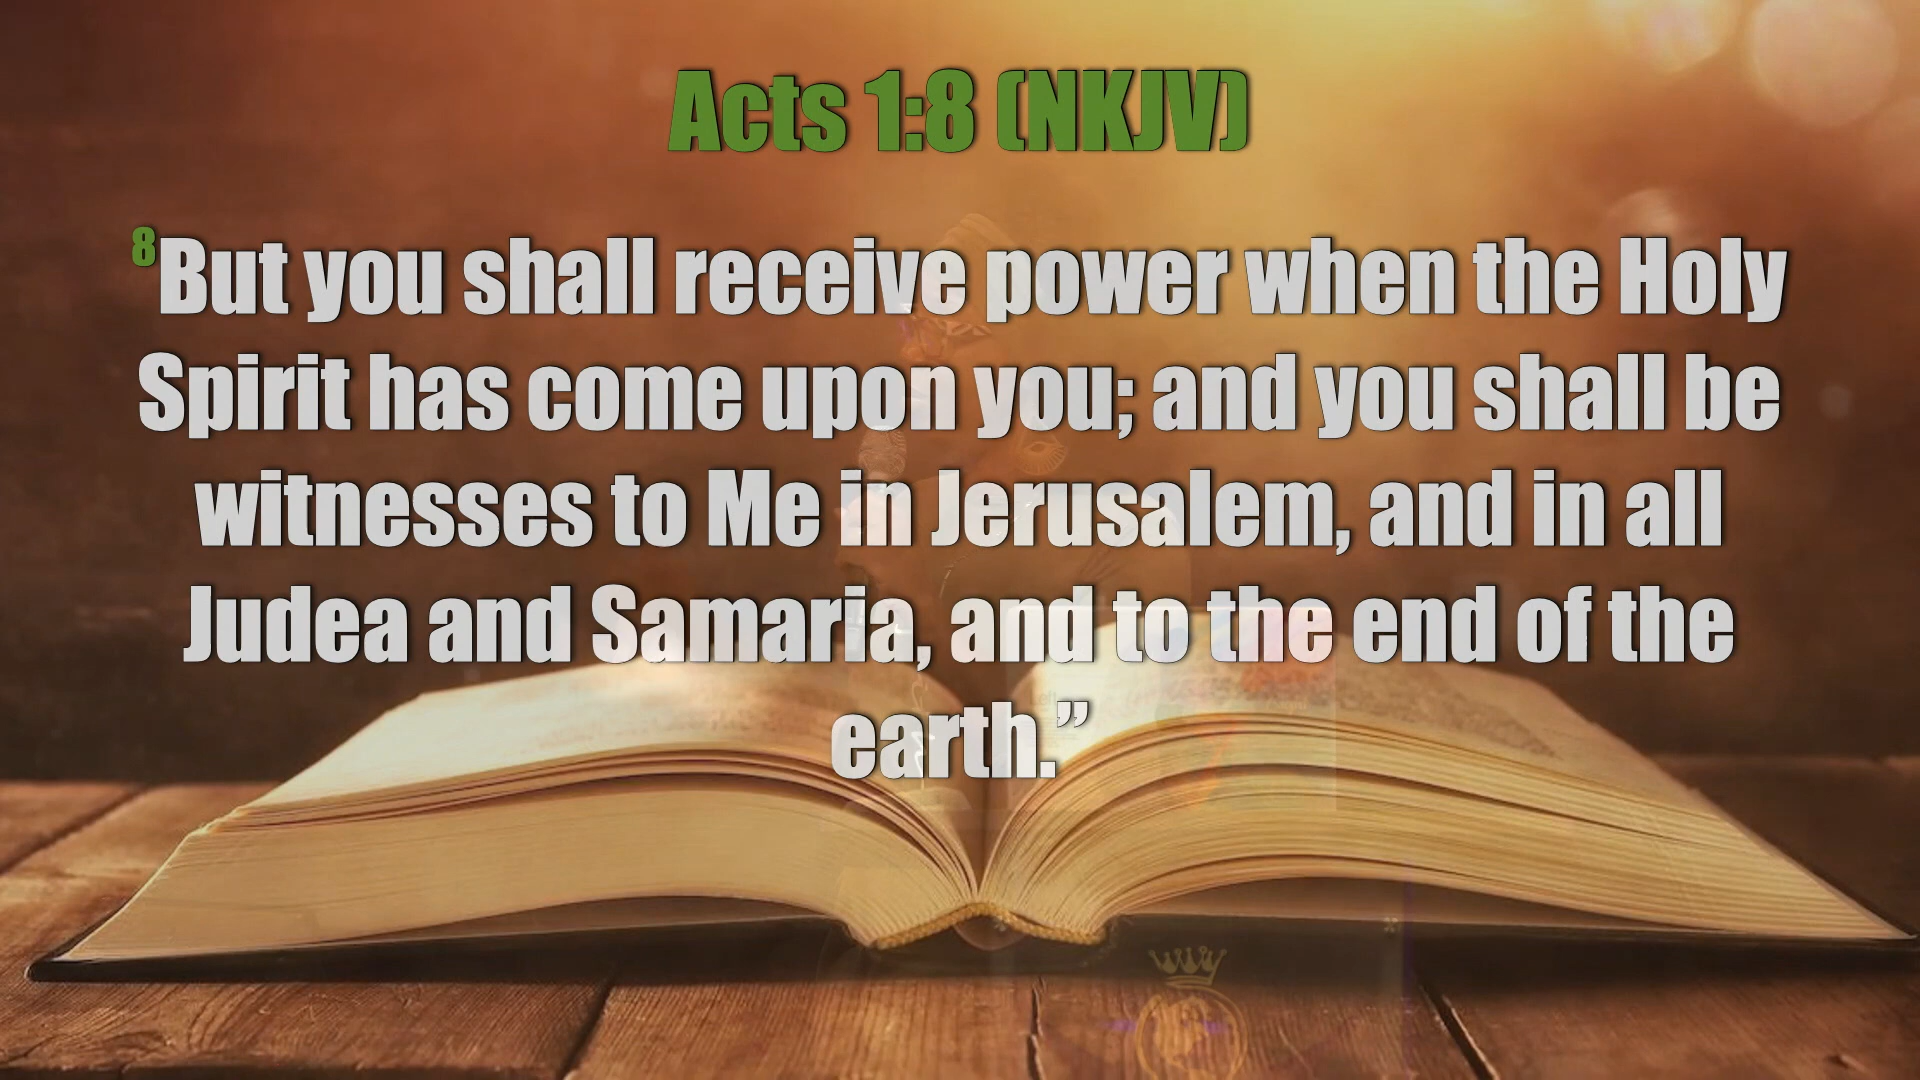 Acts 1:8 (NKJV)
8But you shall receive power when the Holy
Spirit has come upon you; and you shall be
witnesses to Me in Jerusalem, and in all
Judea and Samaria, and to the end of the
earth.”